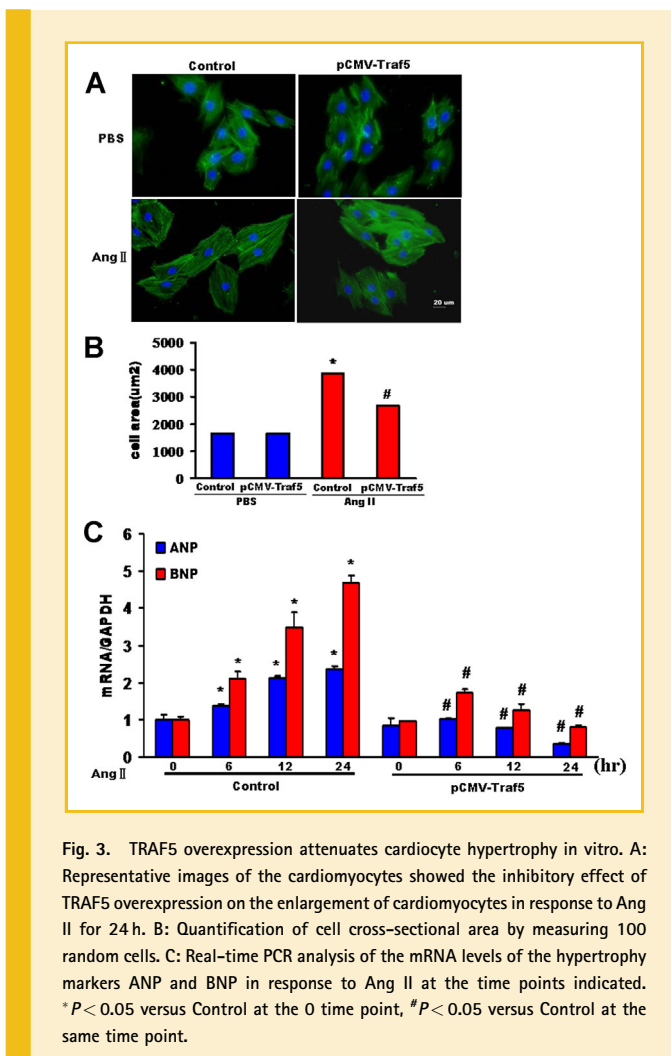 Control pCMV-Traf5
A
PBS
Ang II
20 um
B
cell area(um2)
5000
4000
3000
2000
1000
0
*
#
Control pCMV-Traf5 Control pCMV-Traf5
PBS Ang II
C
mRNA/GAPDH
6
5
4
3
2
1
0
ANP
BNP
* * * * * *
# # # # # #
Ang II 0 6 12 24 0 6 12 24 (hr)
Control pCMV-Traf5
Fig. 3. TRAF5 overexpression attenuates cardiocyte hypertrophy in vitro. A:
Representative images of the cardiomyocytes showed the inhibitory effect of
TRAF5 overexpression on the enlargement of cardiomyocytes in response to Ang
II for 24 h. B: Quantification of cell cross-sectional area by measuring 100
random cells. C: Real-time PCR analysis of the mRNA levels of the hypertrophy
markers ANP and BNP in response to Ang II at the time points indicated.
*P < 0.05 versus Control at the 0 time point, #P < 0.05 versus Control at the
same time point.